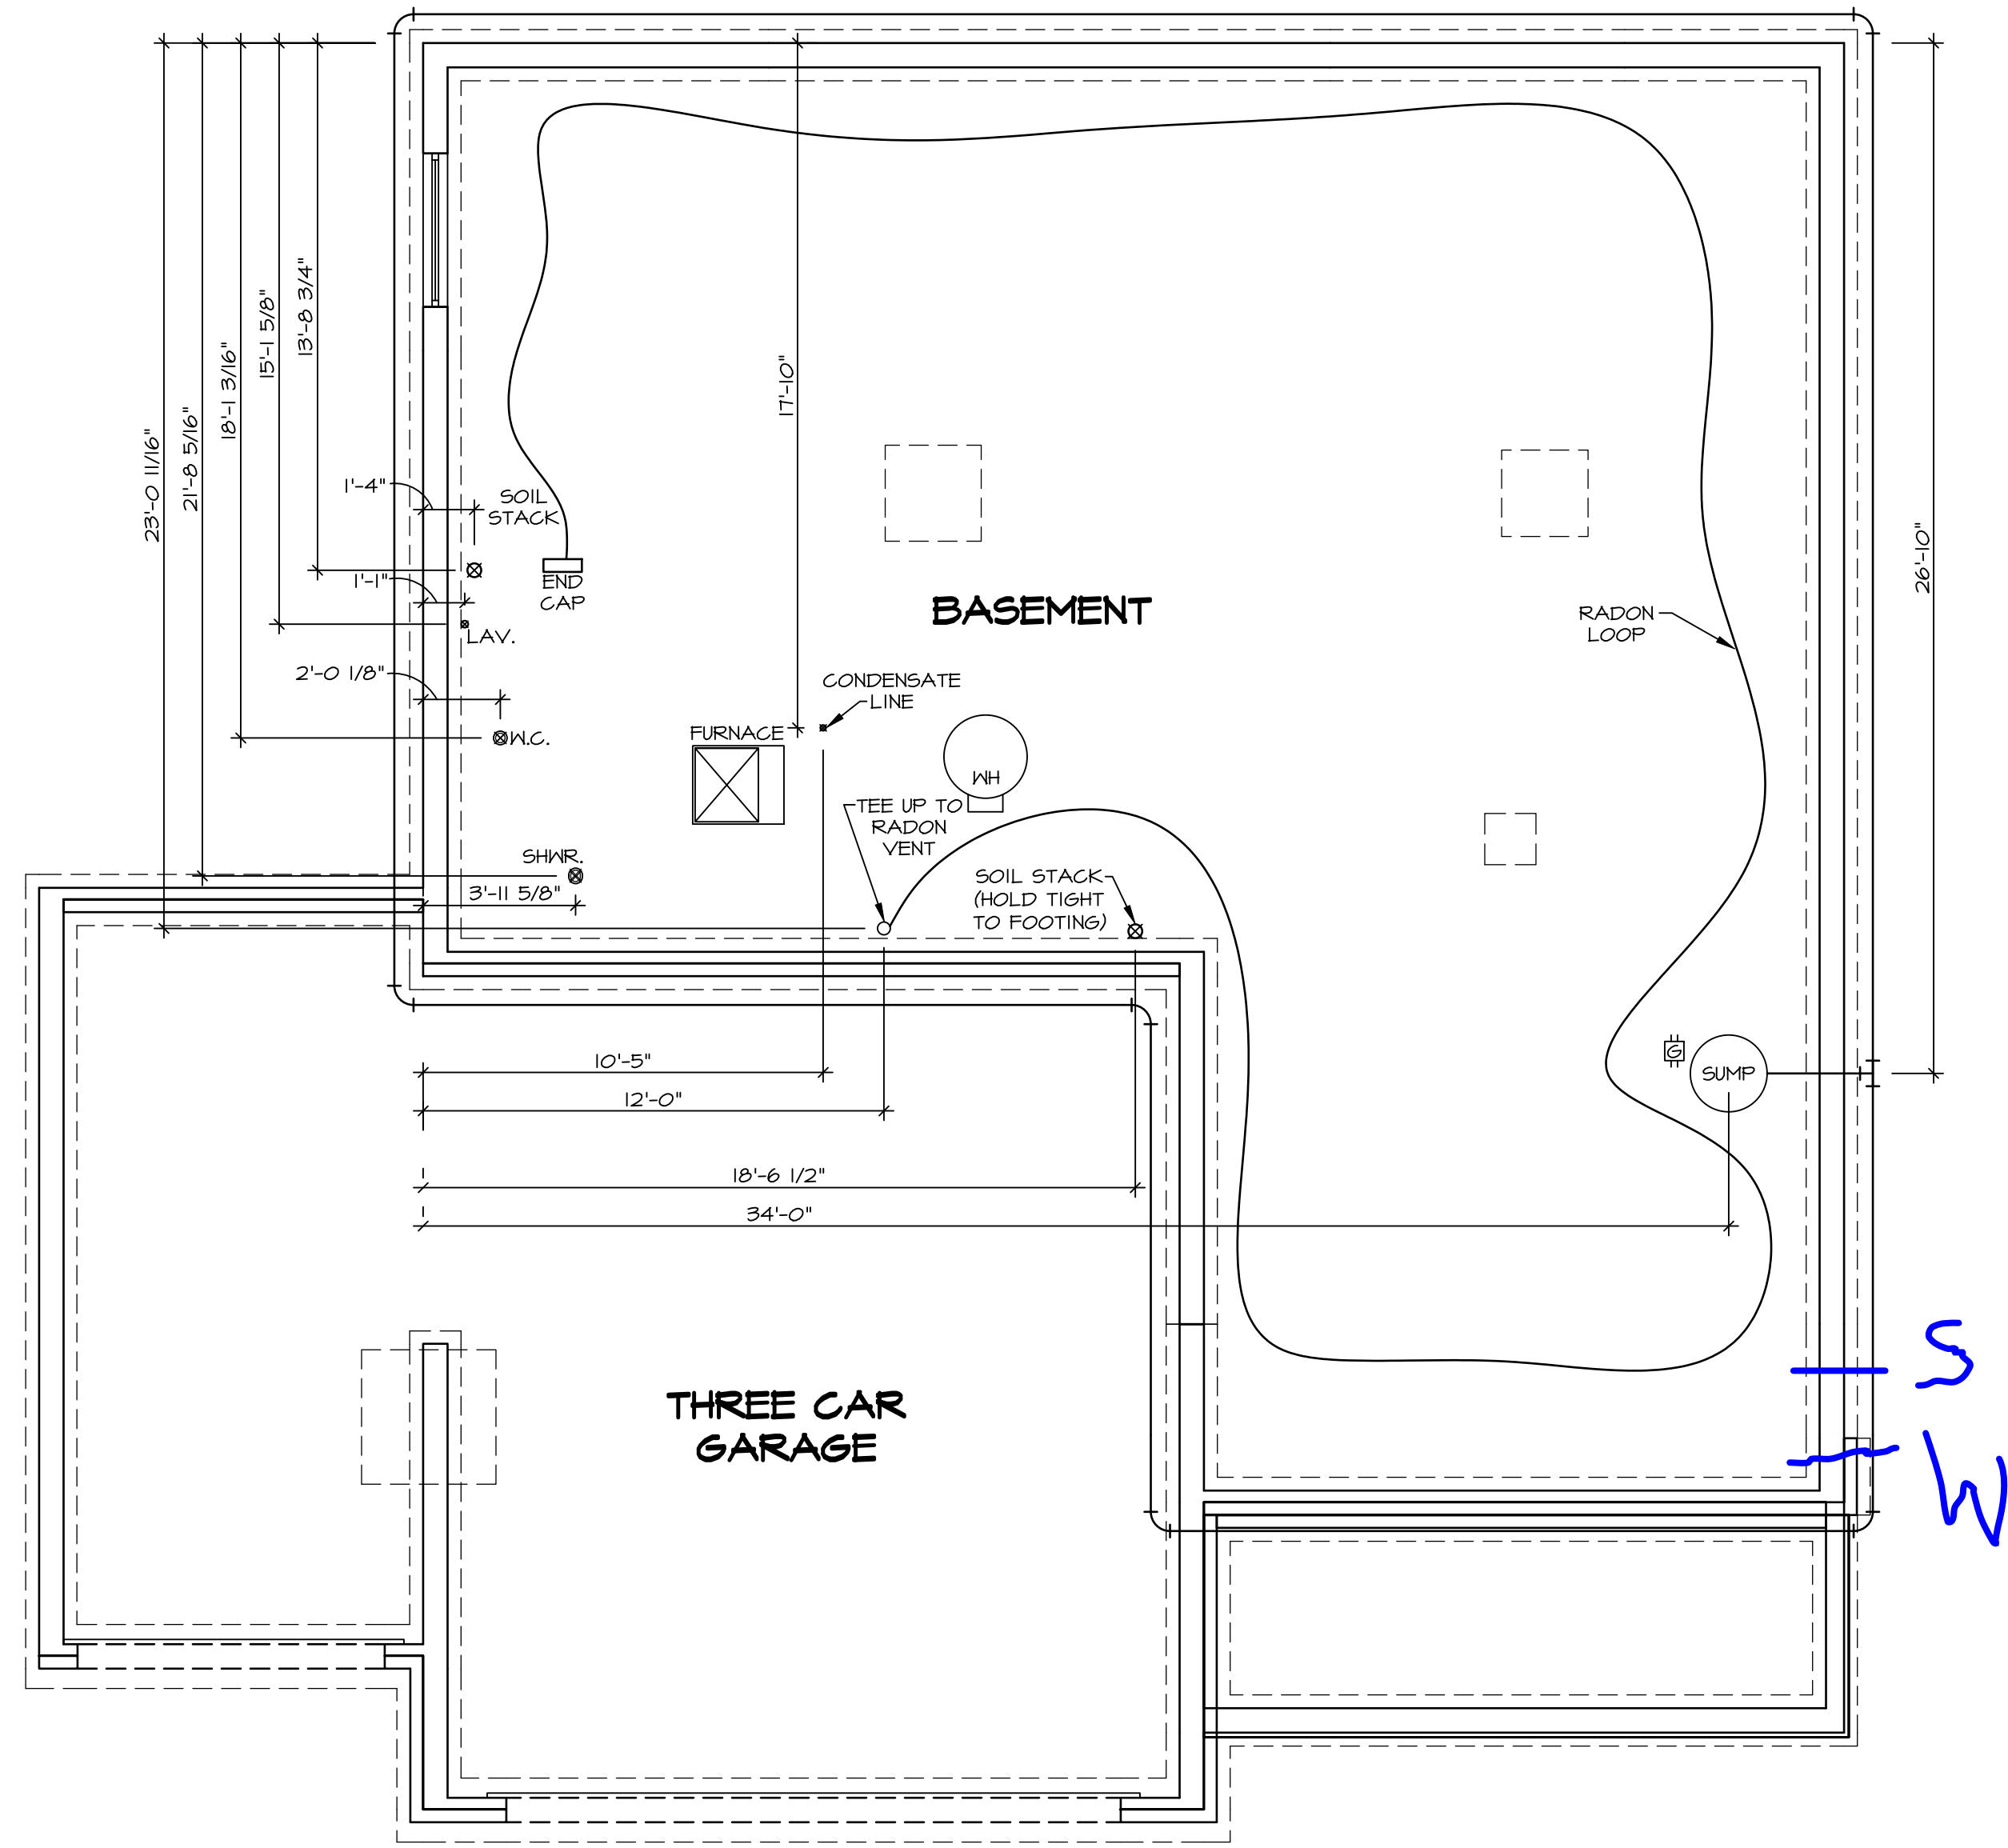 23'-0 11/16"
21'-8 5/16"
18'-1 3/16"
15'-1 5/8"
13'-8 3/4"
17'-10"
26'-10"
1'-4"
SOIL
STACK
END
CAP
1'-1"
LAV.
2'-0 1/8"
W.C.
BASEMENT
RADON
LOOP
CONDENSATE
LINE
FURNACE
WH
TEE UP TO
RADON
VENT
SHWR.
3'-11 5/8"
SOIL STACK
(HOLD TIGHT
TO FOOTING)
G
SUMP
10'-5"
12'-0"
18'-6 1/2"
34'-0"
S
W
THREE CAR
GARAGE